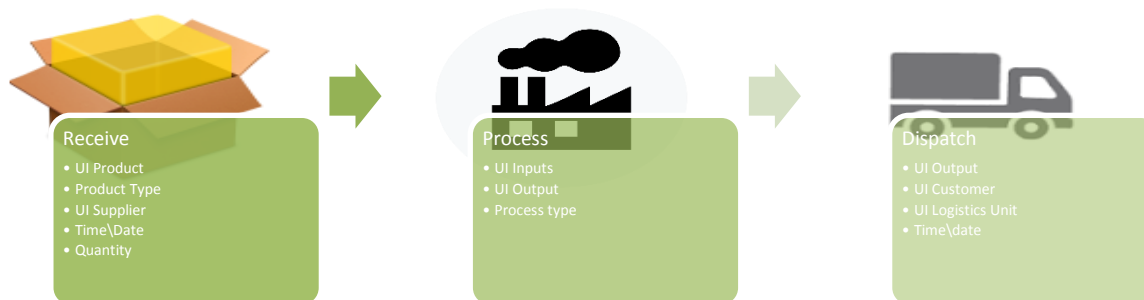 Receive
• UI Product
• Product Type
• UI Supplier
• Time\Date
• Quantity
Process
• UI Inputs
• UI Output
• Process type
Dispatch
• UI Output
• UI Customer
• UI Logistics Unit
• Time\date